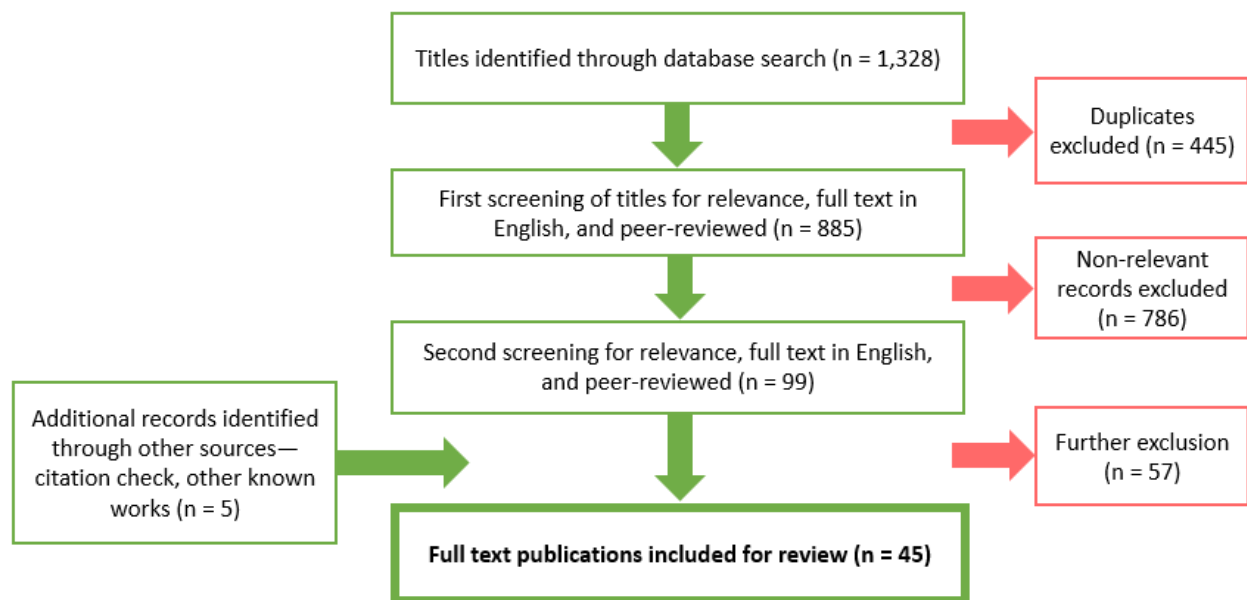 Titles identified through database search (n = 1,328)
Duplicates
excluded (n = 445)
First screening of titles for relevance, full text in
English, and peer-reviewed (n = 885)
Non-relevant
records excluded
(n = 786)
Second screening for relevance, full text in English,
and peer-reviewed (n = 99)
Additional records identified
through other sources—
citation check, other known
works (n = 5)
Further exclusion
(n = 57)
Full text publications included for review (n = 45)